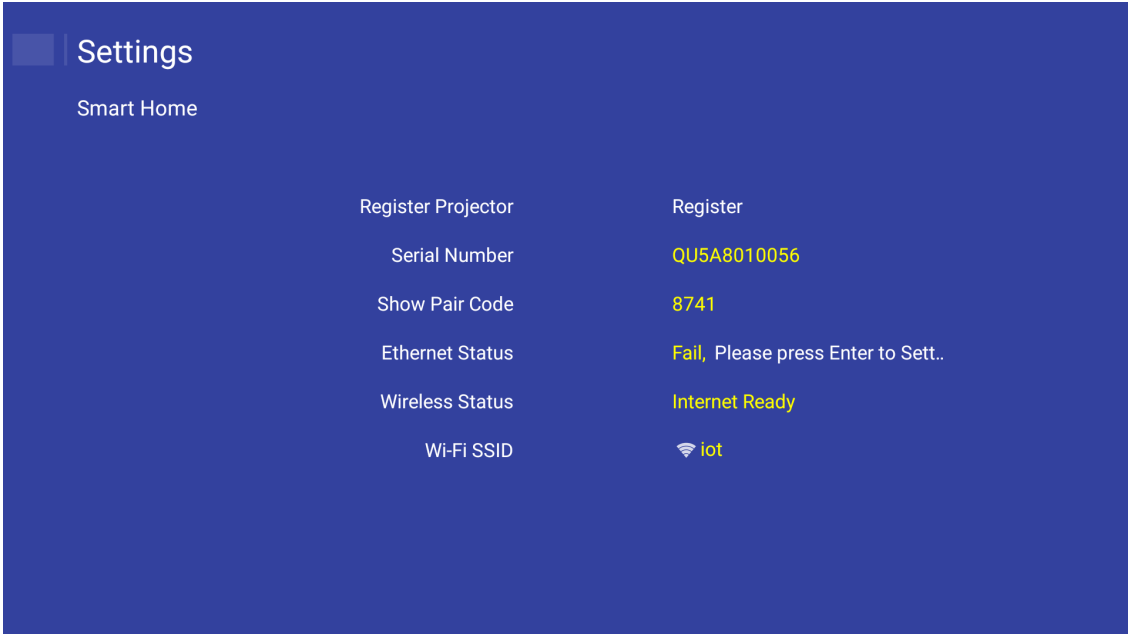 Settings
Smart Home
Register Projector Register
Serial Number QU5A8010056
Show Pair Code 8741
Ethernet Status Fail, Please press Enter to Sett..
Wireless Status Internet Ready
Wi-Fi SSID iot